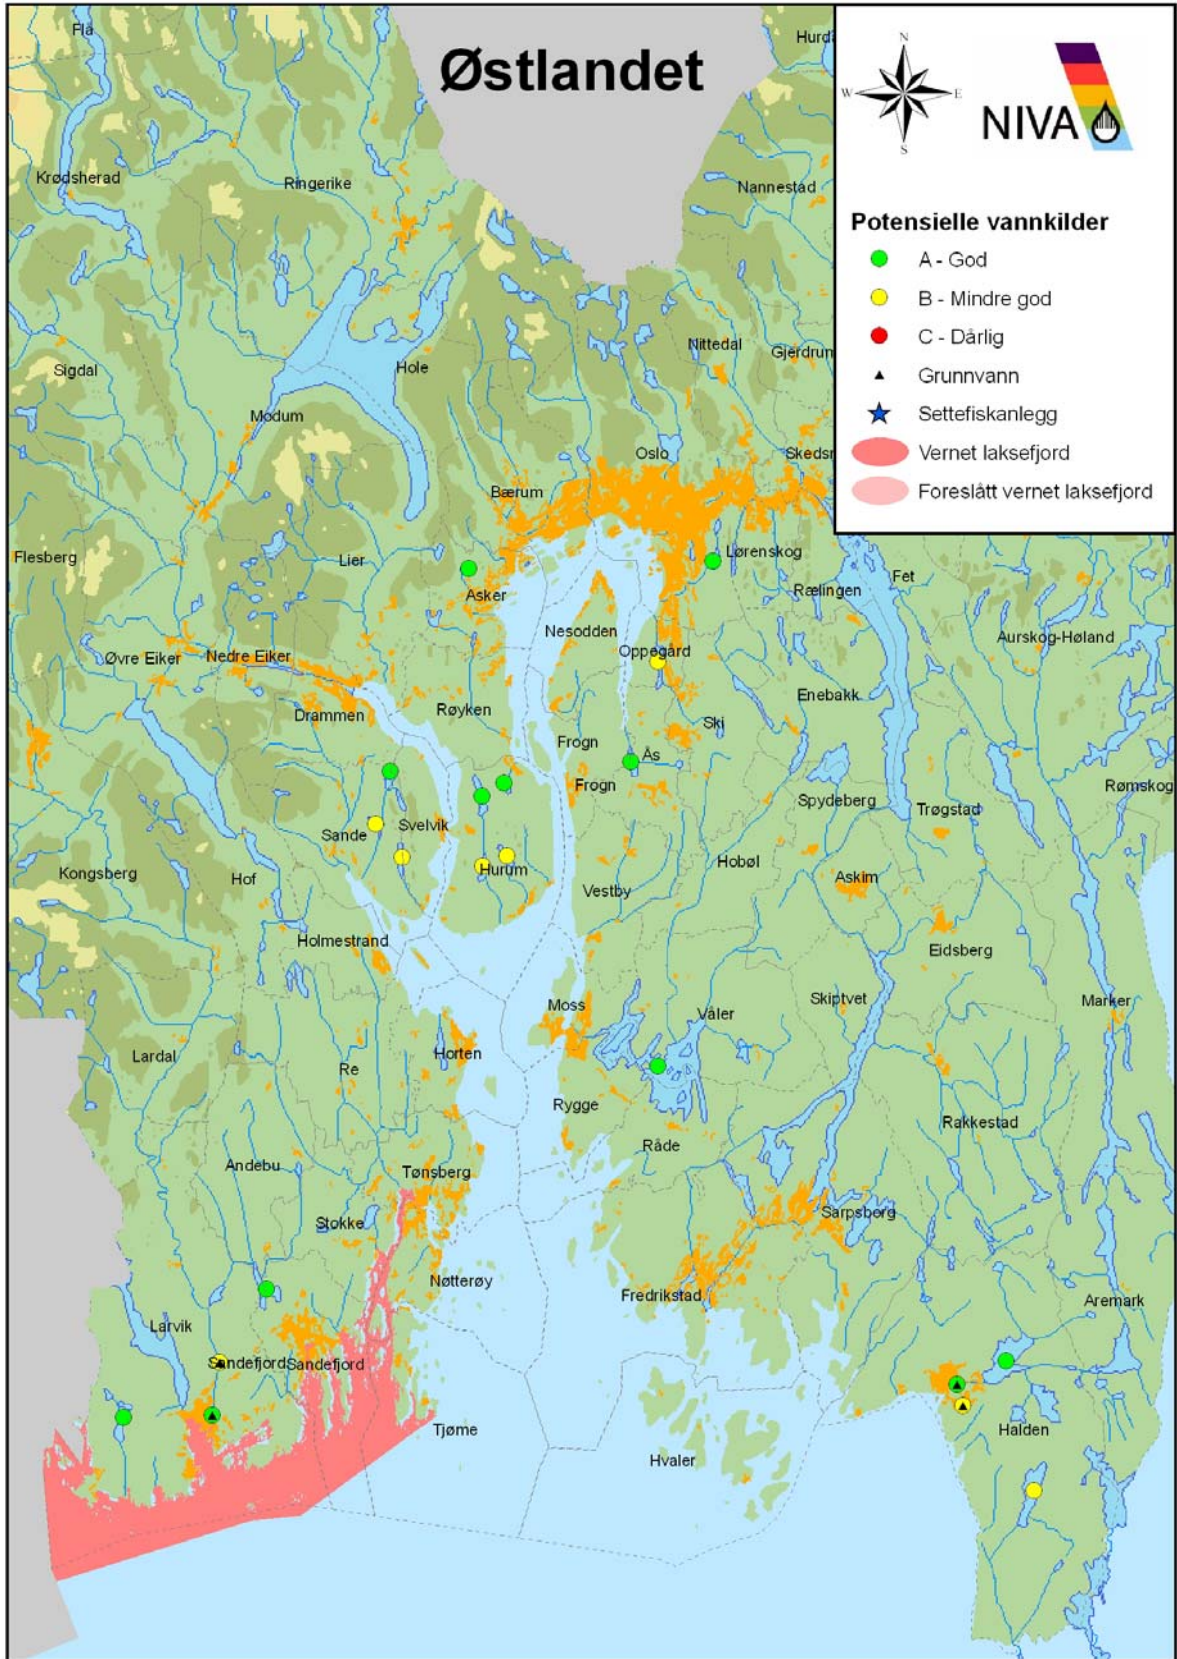 Østlandet
N
W
E
S
NIVA
Potensielle vannkilder
A - God
B - Mindre god
C - Dårlig
Grunnvann
Settefiskanlegg
Vernet laksefjord
Foreslått vernet laksefjord
Flå
Krødsherad
Ringerike
Nannestad
Nittedal
Gjerdrun
Sigdal
Hole
Modum
Oslo
Skedsr
Bærum
Flesberg
Lier
Lørenskog
Fet
Rælingen
Asker
Nesodden
Aurskog-Høland
Øvre Eiker
Nedre Eiker
Oppegård
Enebakk
Drammen
Røyken
Ski
Frogn
Ås
Frogn
Rømskog
Spydeberg
Trøgstad
Sande
Svelvik
Hobøl
Kongsberg
Hof
Hurum
Askim
Vestby
Holmestrand
Eidsberg
Moss
Skiptvet
Marker
Våler
Lardal
Horten
Re
Rygge
Rakkestad
Råde
Andebu
Tønsberg
Stokke
Sarpsborg
Nøtterøy
Fredrikstad
Aremark
Larvik
Sandefjord
Sandefjord
Tjøme
Halden
Hvaler